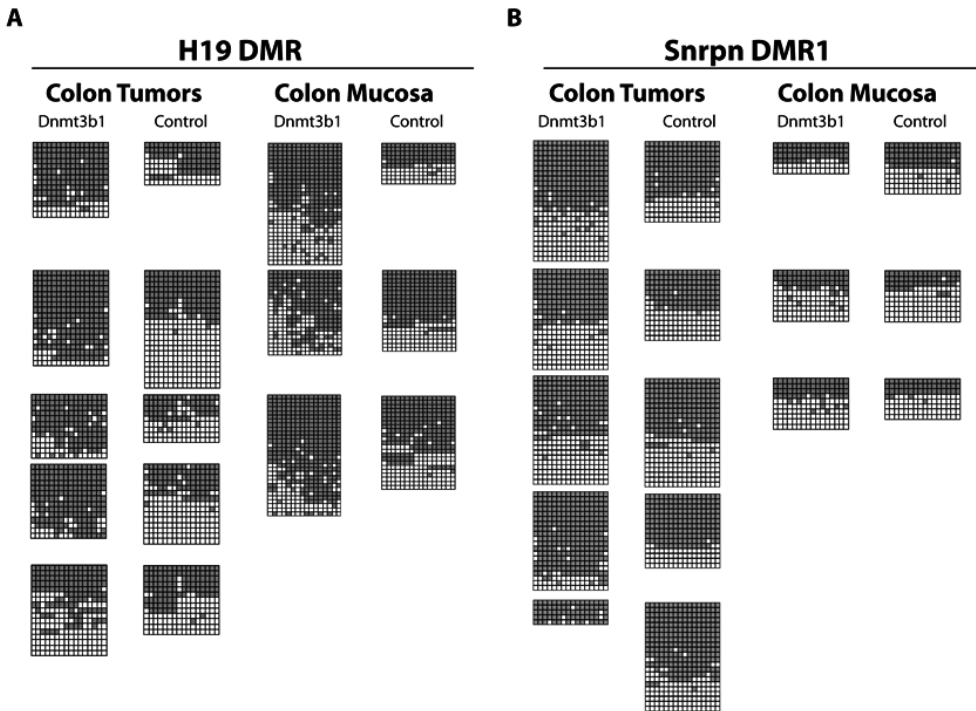 A
H19 DMR
Colon Tumors
Colon Mucosa
Dnmt3b1
Control
Dnmt3b1
Control
B
Snrpn DMR1
Colon Tumors
Colon Mucosa
Dnmt3b1
Control
Dnmt3b1
Control